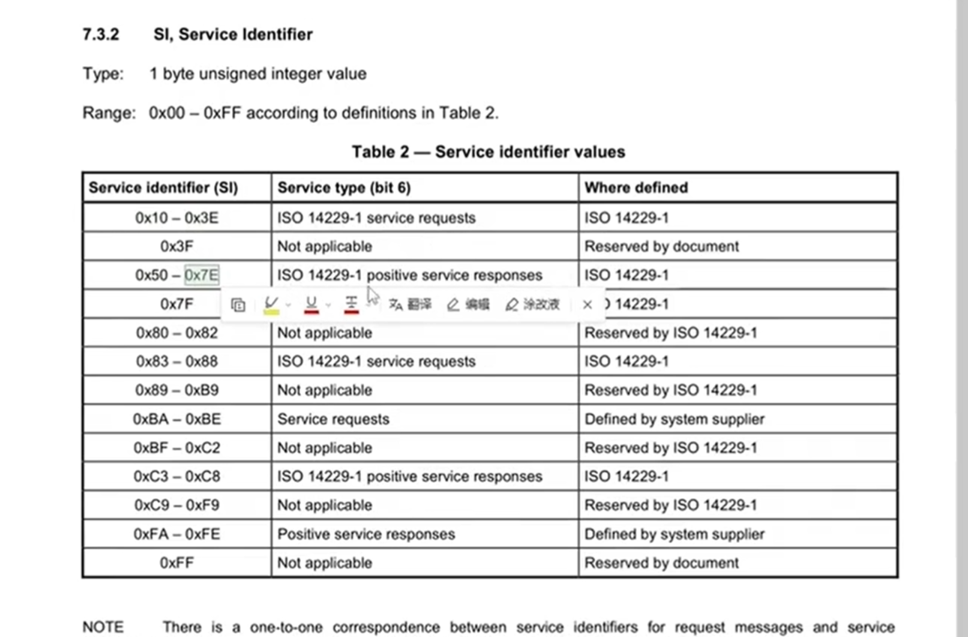 7.3.2 SI, Service Identifier
Type: 1 byte unsigned integer value
Range: 0x00 – 0xFF according to definitions in Table 2.
Table 2 — Service identifier values
Service identifier (SI) Service type (bit 6) Where defined
0x10 – 0x3E ISO 14229-1 service requests ISO 14229-1
0x3F Not applicable Reserved by document
0x50 – 0x7E ISO 14229-1 positive service responses ISO 14229-1
0x7F O 14229-1
翻译 编辑 涂改液
0x80 – 0x82 Not applicable Reserved by ISO 14229-1
0x83 – 0x88 ISO 14229-1 service requests ISO 14229-1
0x89 – 0xB9 Not applicable Reserved by ISO 14229-1
0xBA – 0xBE Service requests Defined by system supplier
0xBF – 0xC2 Not applicable Reserved by ISO 14229-1
0xC3 – 0xC8 ISO 14229-1 positive service responses ISO 14229-1
0xC9 – 0xF9 Not applicable Reserved by ISO 14229-1
0xFA – 0xFE Positive service responses Defined by system supplier
0xFF Not applicable Reserved by document
NOTE There is a one-to-one correspondence between service identifiers for request messages and service